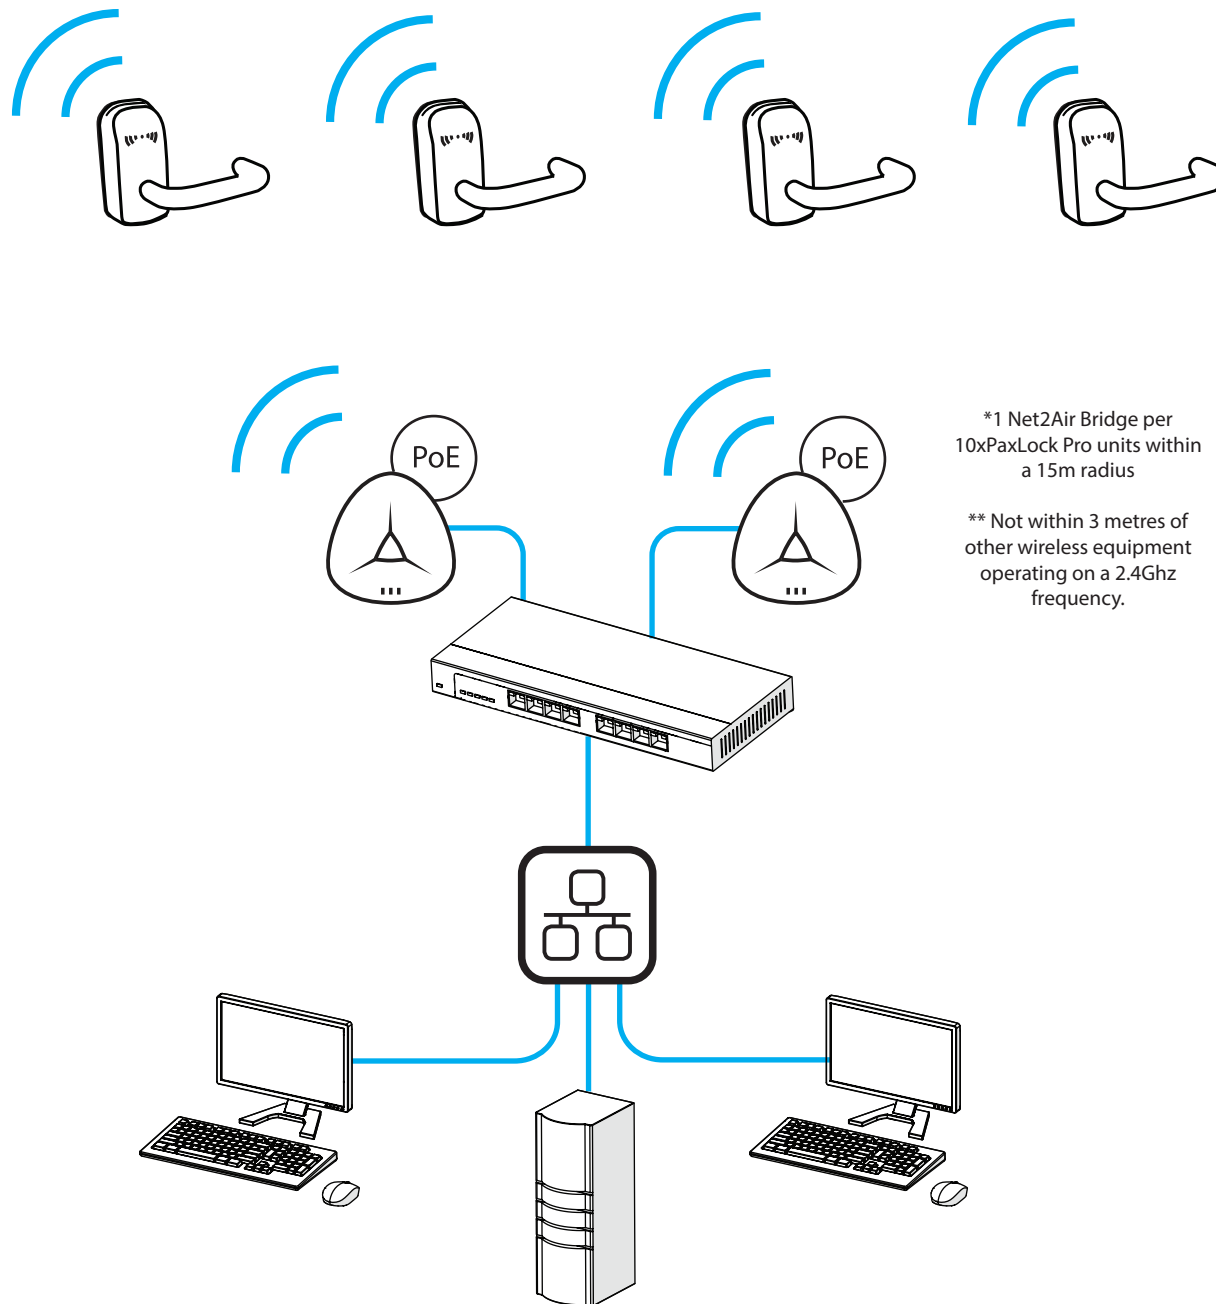 PoE
PoE
*1 Net2Air Bridge per
10xPaxLock Pro units within
a 15m radius
** Not within 3 metres of
other wireless equipment
operating on a 2.4Ghz
frequency.